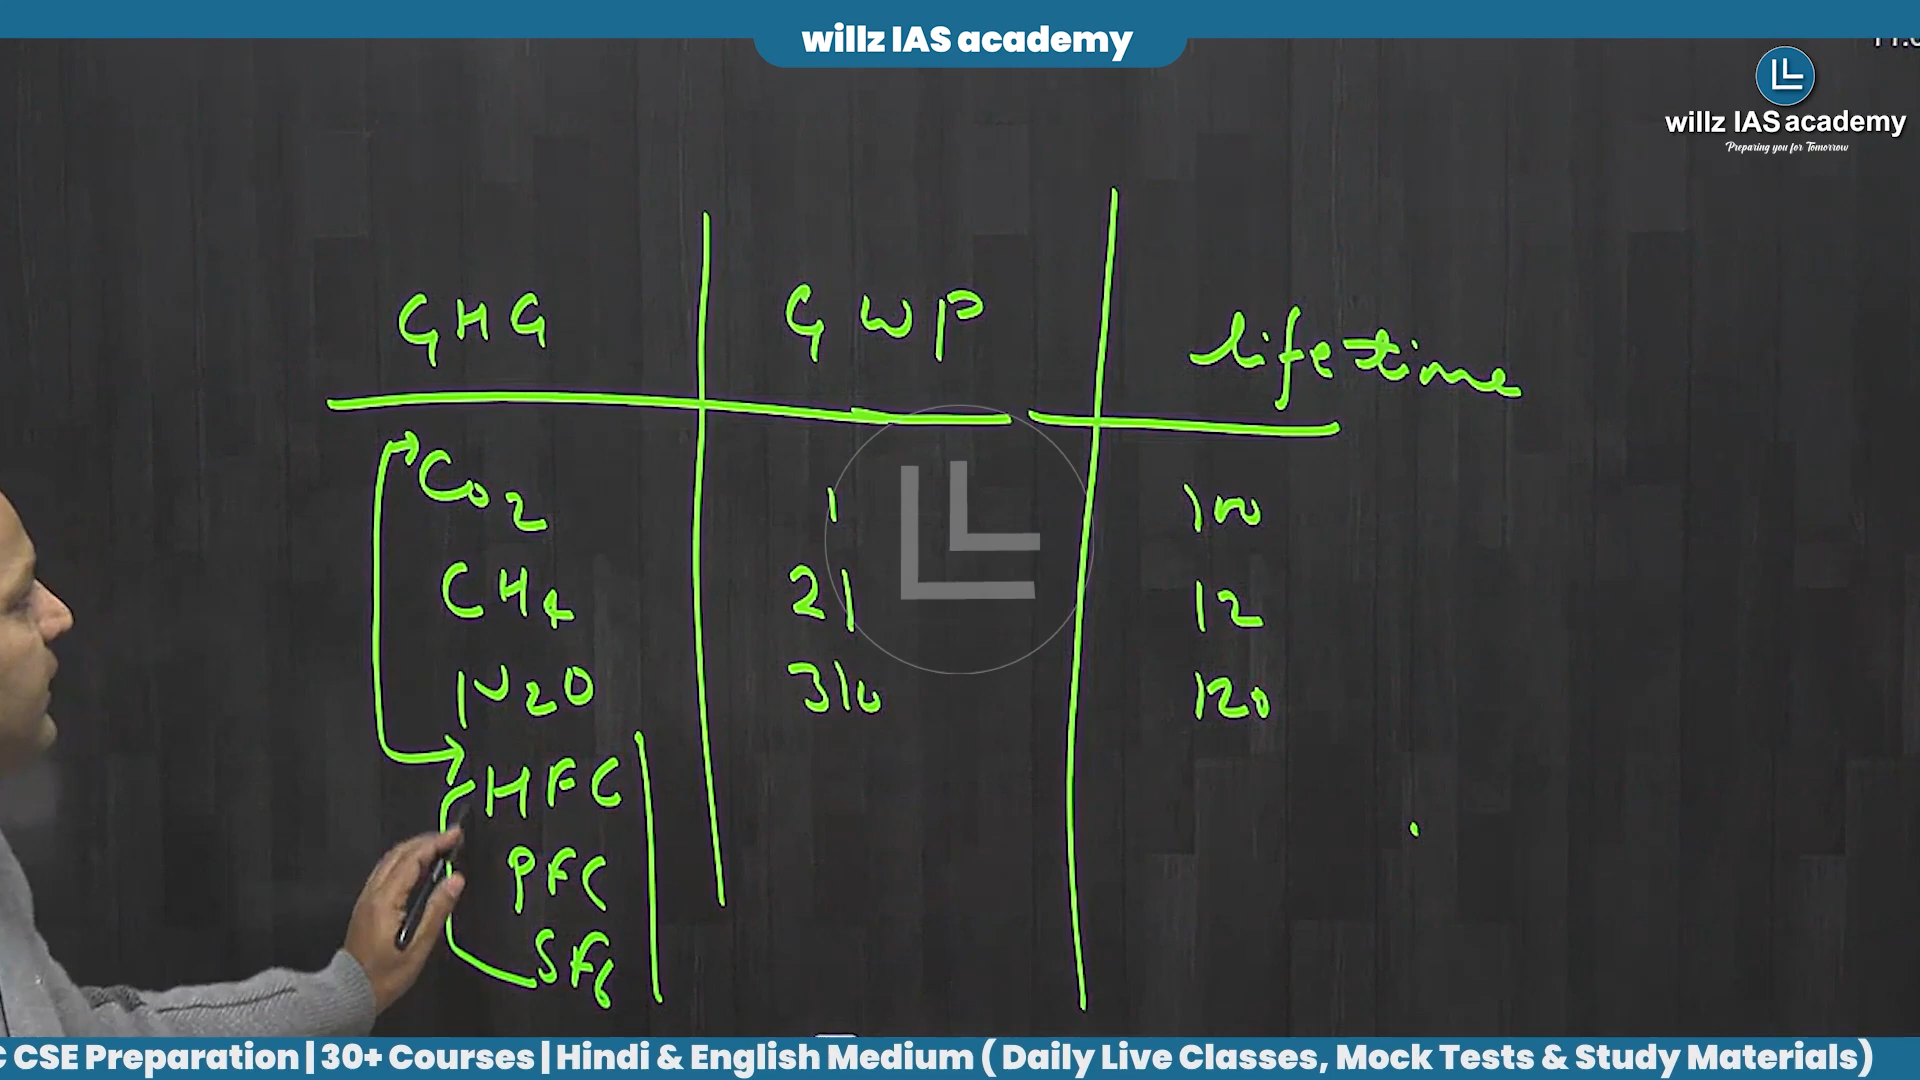 willz IAS academy
willz IAS academy
Preparing you for Tomorrow
GHG GWP lifetime
CO2 1 100
CH4 21 12
N2O 310 120
HFC
PFC
SF6
CSE Preparation | 30+ Courses | Hindi & English Medium ( Daily Live Classes, Mock Tests & Study Materials)